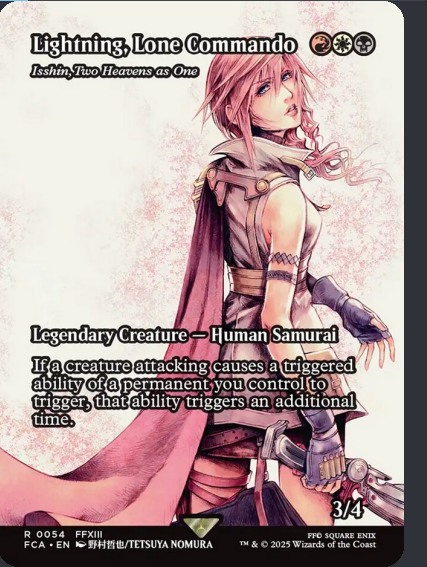 Lightning, Lone Commando
Isshin, Two Heavens as One
Legendary Creature — Human Samurai
If a creature attacking causes a triggered
ability of a permanent you control to
trigger, that ability triggers an additional
time.
3/4
R 0054 FFXIII
FCA • EN 野村哲也/TETSUYA NOMURA
FF© SQUARE ENIX
™ & © 2025 Wizards of the Coast